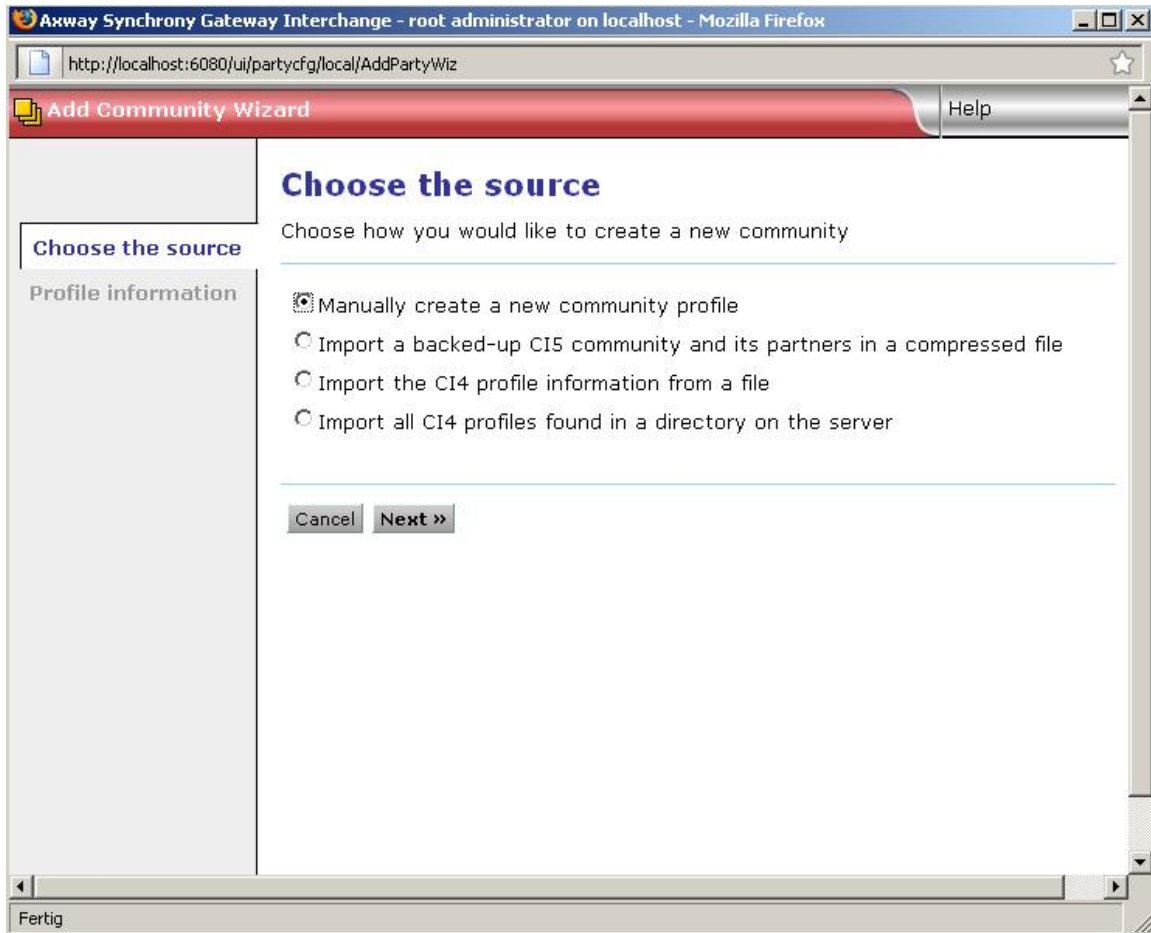 Axway Synchrony Gateway Interchange - root administrator on localhost - Mozilla Firefox
http://localhost:6080/ui/partycfg/local/AddPartyWiz
Add Community Wizard
Help
Choose the source
Choose how you would like to create a new community
Choose the source
Profile information
Manually create a new community profile
Import a backed-up CI5 community and its partners in a compressed file
Import the CI4 profile information from a file
Import all CI4 profiles found in a directory on the server
Cancel
Next »
Fertig